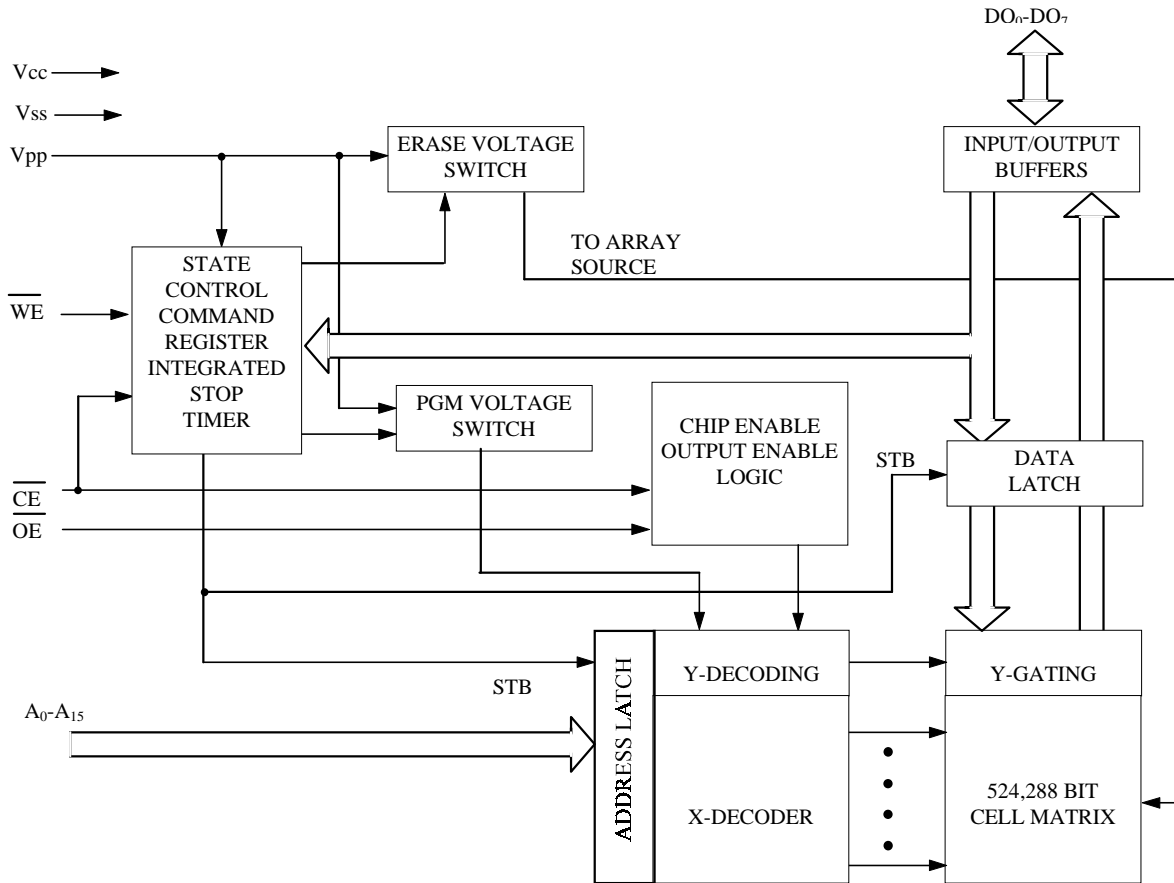 DO₀-DO₇
Vcc
Vss
Vpp
ERASE VOLTAGE
SWITCH
INPUT/OUTPUT
BUFFERS
TO ARRAY
SOURCE
STATE
CONTROL
COMMAND
REGISTER
INTEGRATED
STOP
TIMER
WE
PGM VOLTAGE
SWITCH
CHIP ENABLE
OUTPUT ENABLE
LOGIC
STB
DATA
LATCH
CE
OE
STB
ADDRESS LATCH
Y-DECODING
Y-GATING
A₀-A₁₅
X-DECODER
524,288 BIT
CELL MATRIX